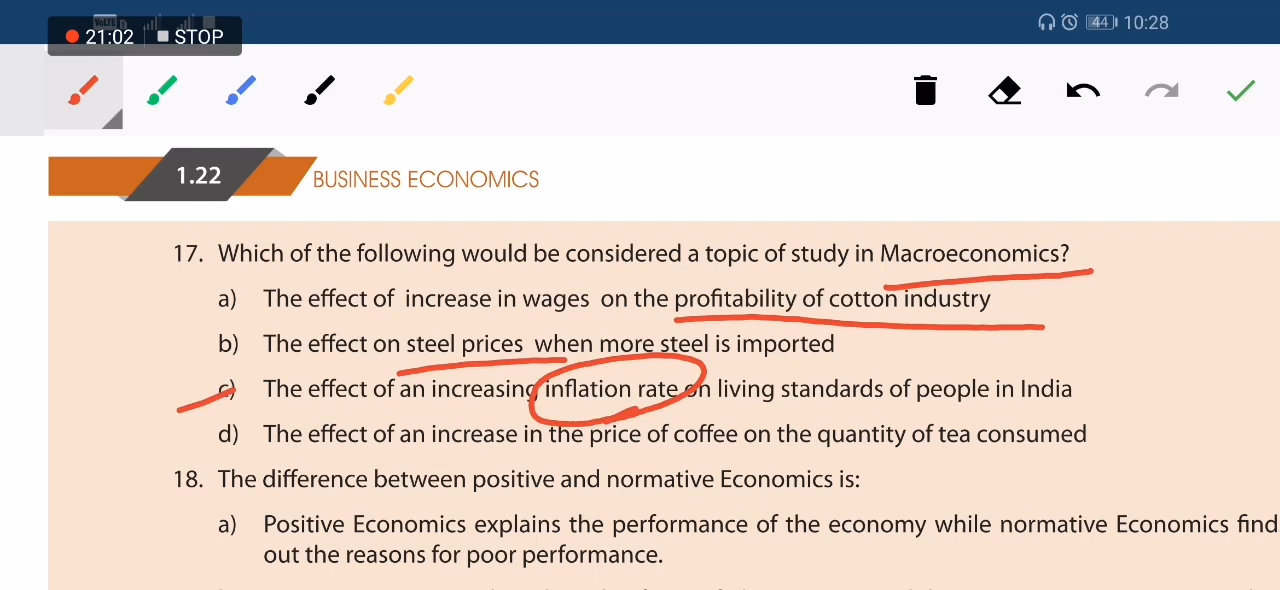 VoLTE
21:02 STOP
44 10:28
1.22 BUSINESS ECONOMICS
17. Which of the following would be considered a topic of study in Macroeconomics?
a) The effect of increase in wages on the profitability of cotton industry
b) The effect on steel prices when more steel is imported
c) The effect of an increasing inflation rate on living standards of people in India
d) The effect of an increase in the price of coffee on the quantity of tea consumed
18. The difference between positive and normative Economics is:
a) Positive Economics explains the performance of the economy while normative Economics find
out the reasons for poor performance.